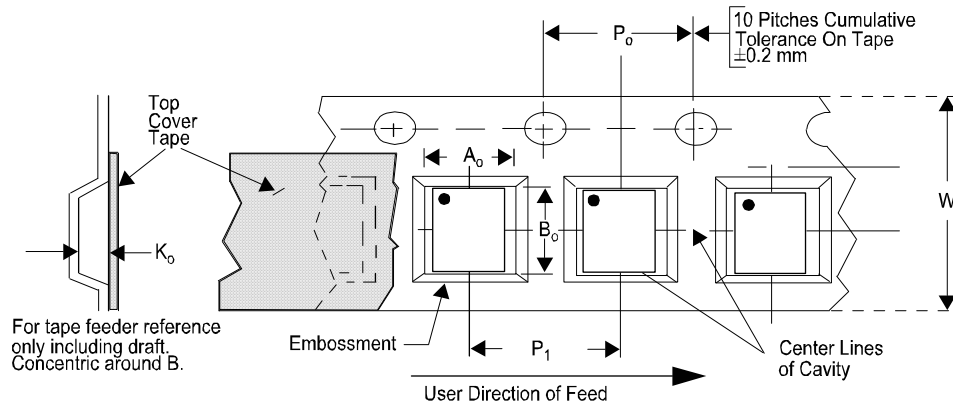 10 Pitches Cumulative
Tolerance On Tape
±0.2 mm
Po
Top
Cover
Tape
Ao
W
Bo
Ko
For tape feeder reference
only including draft.
Concentric around B.
Embossment
P1
Center Lines
of Cavity
User Direction of Feed